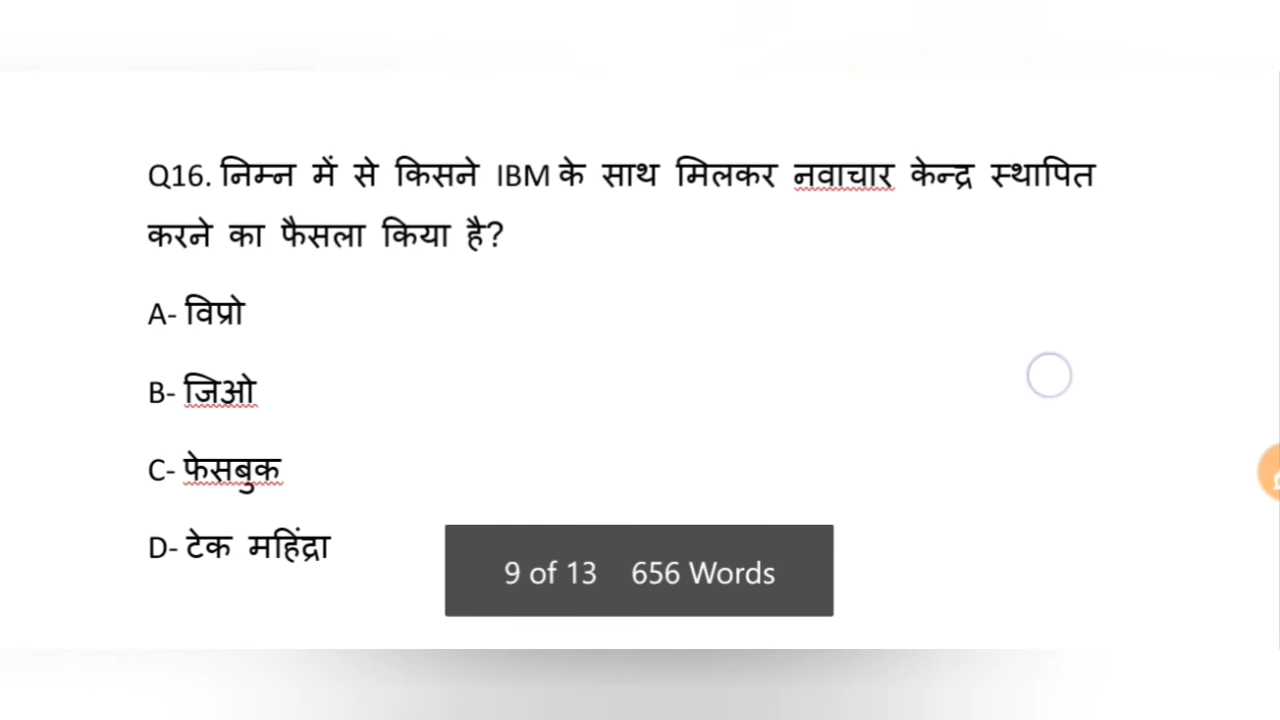 Q16. निम्न में से किसने IBM के साथ मिलकर नवाचार केन्द्र स्थापित
करने का फैसला किया है?
A- विप्रो
B- जिओ
C- फेसबुक
D- टेक महिंद्रा
9 of 13 656 Words